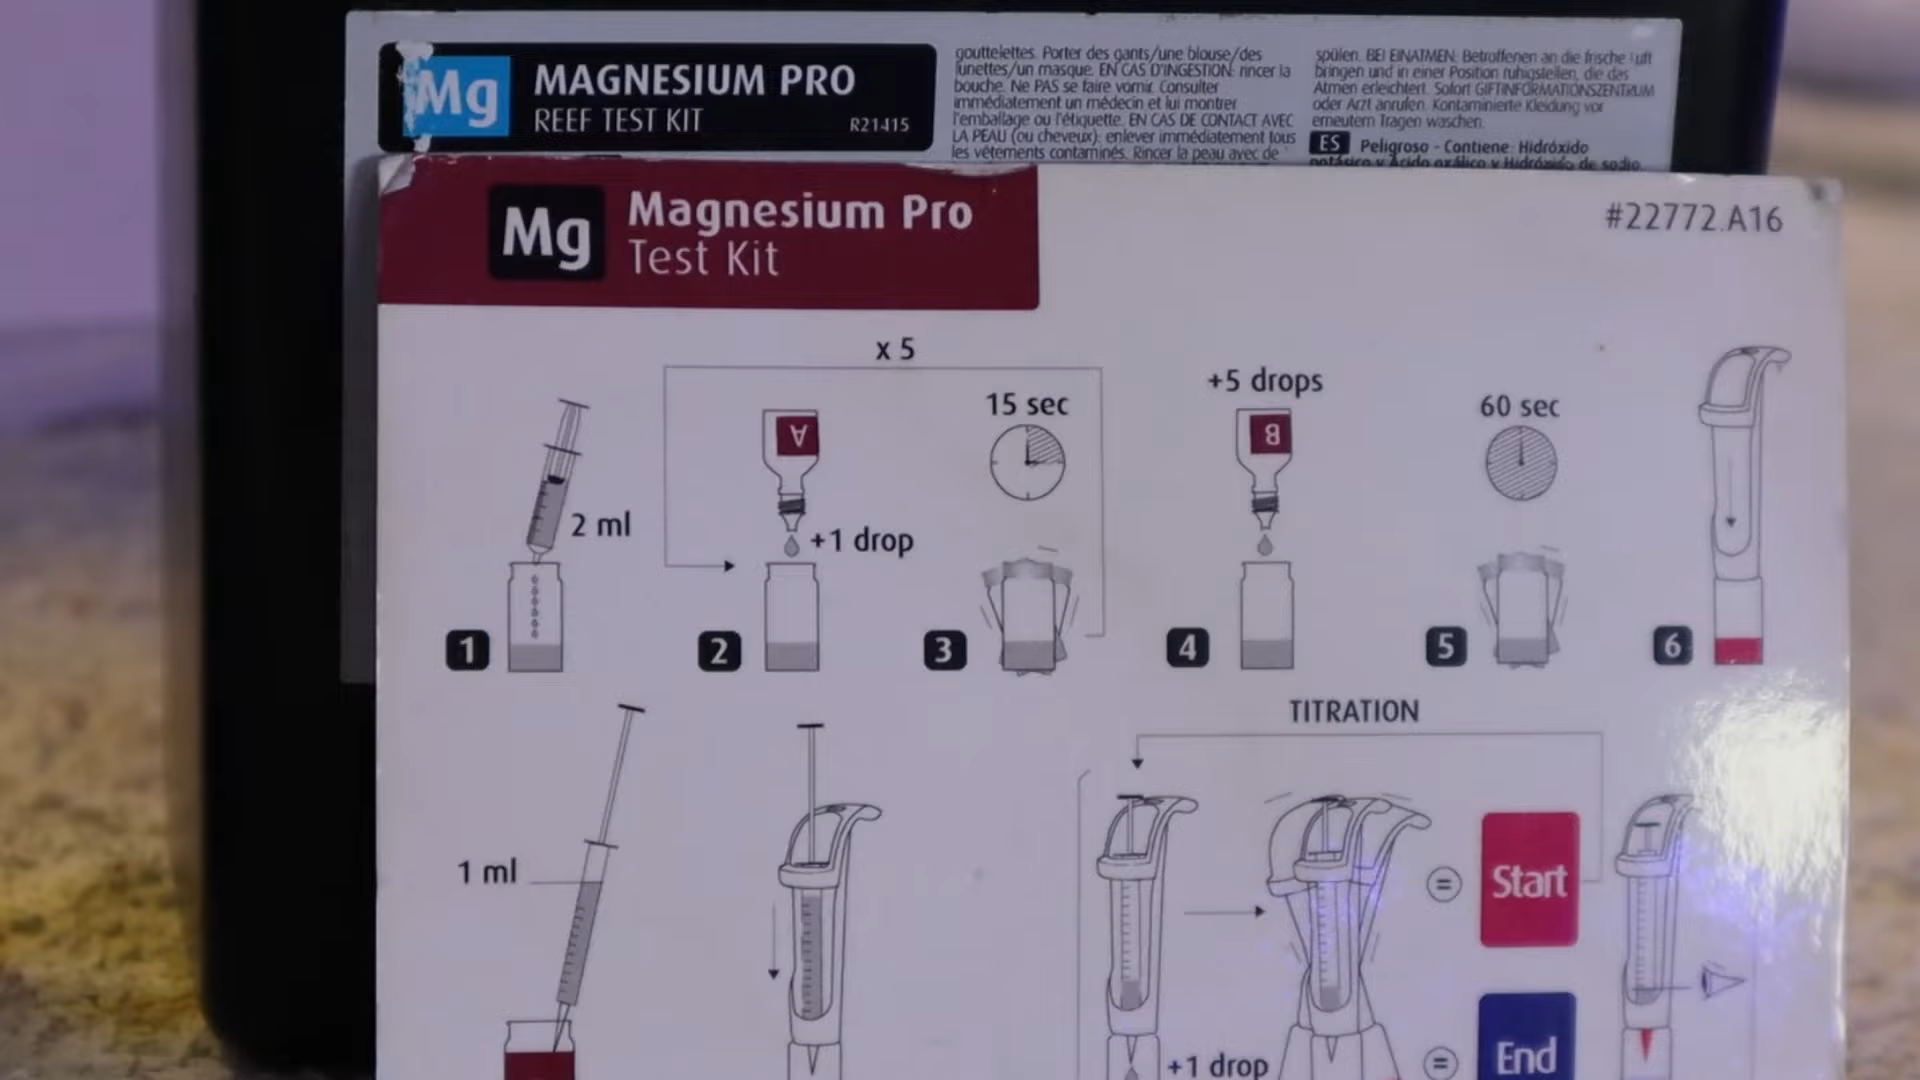 Mg
MAGNESIUM PRO
REEF TEST KIT
R21415
gouttelettes. Porter des gants/une blouse/des
lunettes/un masque. EN CAS D'INGESTION: rincer la
bouche. Ne PAS se faire vomir. Consulter
immédiatement un médecin et lui montrer
l'emballage ou l'étiquette. EN CAS DE CONTACT AVEC
LA PEAU (ou cheveux): enlever immédiatement tous
les vêtements contaminés. Rincer la peau avec de
spülen. BEI EINATMEN: Betroffenen an die frische Luft
bringen und in einer Position ruhigstellen, die das
Atmen erleichtert. Sofort GIFTINFORMATIONSZENTRUM
oder Arzt anrufen. Kontaminierte Kleidung vor
erneutem Tragen waschen.
ES Peligroso - Contiene: Hidróxido
potásico y Ácido oxálico y Hidróxido de sodio
Mg
Magnesium Pro
Test Kit
#22772.A16
x 5
2 ml
A
+1 drop
15 sec
+5 drops
B
60 sec
1
2
3
4
5
6
TITRATION
1 ml
= Start
+1 drop
= End